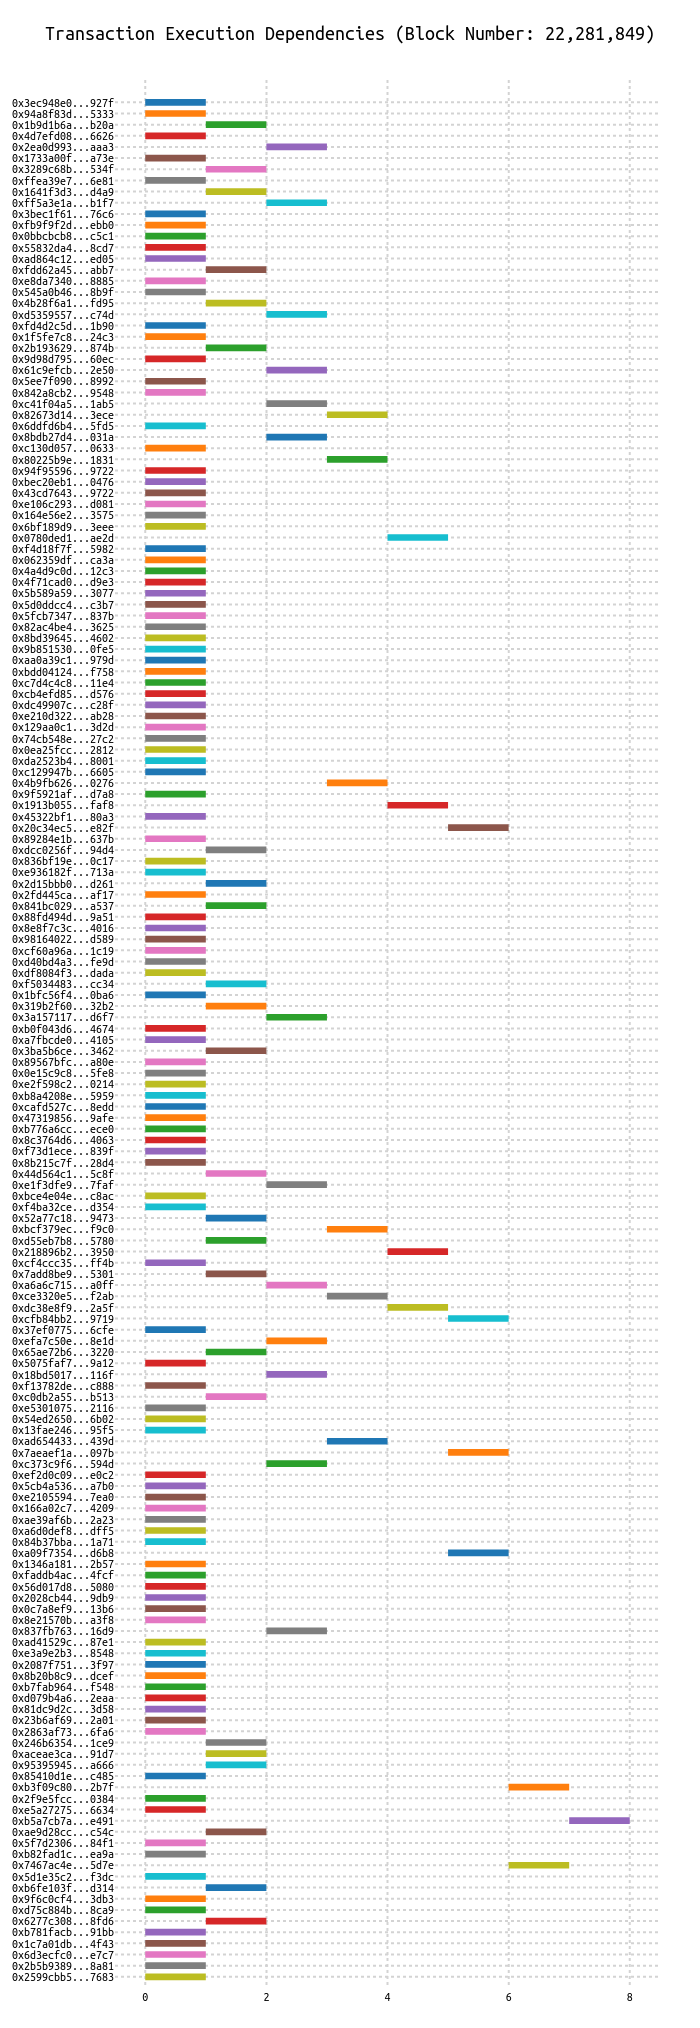 Transaction Execution Dependencies (Block Number: 22,281,849)
0x3ec948e0...927f
0x94a8f83d...5333
0x1b9d1b6a...b20a
0x4d7efd08...6626
0x2ea0d993...aaa3
0x1733a00f...a73e
0x3289c68b...534f
0xffea39e7...6e81
0x1641f3d3...d4a9
0xff5a3e1a...b1f7
0x3bec1f61...76c6
0xfb9f9f2d...ebb0
0x0bbcbcb8...c5c1
0x55832da4...8cd7
0xad864c12...ed05
0xfdd62a45...abb7
0xe8da7340...8885
0x545a0b46...8b9f
0x4b28f6a1...fd95
0xd5359557...c74d
0xfd4d2c5d...1b90
0x1f5fe7c8...24c3
0x2b193629...874b
0x9d98d795...60ec
0x61c9efcb...2e50
0x5ee7f090...8992
0x842a8cb2...9548
0xc41f04a5...1ab5
0x82673d14...3ece
0x6ddfd6b4...5fd5
0x8bdb27d4...031a
0xc130d057...0633
0x80225b9e...1831
0x94f95596...9722
0xbec20eb1...0476
0x43cd7643...9722
0xe106c293...d081
0x164e56e2...3575
0x6bf189d9...3eee
0x0780ded1...ae2d
0xf4d18f7f...5982
0x062359df...ca3a
0x4a4d9c0d...12c3
0x4f71cad0...d9e3
0x5b589a59...3077
0x5d0ddcc4...c3b7
0x5fcb7347...837b
0x82ac4be4...3625
0x8bd39645...4602
0x9b851530...0fe5
0xaa0a39c1...979d
0xbdd04124...f758
0xc7d4c4c8...11e4
0xcb4efd85...d576
0xdc49907c...c28f
0xe210d322...ab28
0x129aa0c1...3d2d
0x74cb548e...27c2
0x0ea25fcc...2812
0xda2523b4...8001
0xc129947b...6605
0x4b9fb626...0276
0x9f5921af...d7a8
0x1913b055...faf8
0x45322bf1...80a3
0x20c34ec5...e82f
0x89284e1b...637b
0xdcc0256f...94d4
0x836bf19e...0c17
0xe936182f...713a
0x2d15bbb0...d261
0x2fd445ca...af17
0x841bc029...a537
0x88fd494d...9a51
0x8e8f7c3c...4016
0x98164022...d589
0xcf60a96a...1c19
0xd40bd4a3...fe9d
0xdf8084f3...dada
0xf5034483...cc34
0x1bfc56f4...0ba6
0x319b2f60...32b2
0x3a157117...d6f7
0xb0f043d6...4674
0xa7fbcde0...4105
0x3ba5b6ce...3462
0x89567bfc...a80e
0x0e15c9c8...5fe8
0xe2f598c2...0214
0xb8a4208e...5959
0xcafd527c...8edd
0x47319856...9afe
0xb776a6cc...ece0
0x8c3764d6...4063
0xf73d1ece...839f
0x8b215c7f...28d4
0x44d564c1...5c8f
0xe1f3dfe9...7faf
0xbce4e04e...c8ac
0xf4ba32ce...d354
0x52a77c18...9473
0xbcf379ec...f9c0
0xd55eb7b8...5780
0x218896b2...3950
0xcf4ccc35...ff4b
0x7add8be9...5301
0xa6a6c715...a0ff
0xce3320e5...f2ab
0xdc38e8f9...2a5f
0xcfb84bb2...9719
0x37ef0775...6cfe
0xefa7c50e...8e1d
0x65ae72b6...3220
0x5075faf7...9a12
0x18bd5017...116f
0xf13782de...c888
0xc0db2a55...b513
0xe5301075...2116
0x54ed2650...6b02
0x13fae246...95f5
0xad654433...439d
0x7aeaef1a...097b
0xc373c9f6...594d
0xef2d0c09...e0c2
0x5cb4a536...a7b0
0xe2105594...7ea0
0x166a02c7...4209
0xae39af6b...2a23
0xa6d0def8...dff5
0x84b37bba...1a71
0xa09f7354...d6b8
0x1346a181...2b57
0xfaddb4ac...4fcf
0x56d017d8...5080
0x2028cb44...9db9
0x0c7a8ef9...13b6
0x8e21570b...a3f8
0x837fb763...16d9
0xad41529c...87e1
0xe3a9e2b3...8548
0x2087f751...3f97
0x8b20b8c9...dcef
0xb7fab964...f548
0xd079b4a6...2eaa
0x81dc9d2c...3d58
0x23b6af69...2a01
0x2863af73...6fa6
0x246b6354...1ce9
0xaceae3ca...91d7
0x95395945...a666
0x85410d1e...c485
0xb3f09c80...2b7f
0x2f9e5fcc...0384
0xe5a27275...6634
0xb5a7cb7a...e491
0xae9d28cc...c54c
0x5f7d2306...84f1
0xb82fad1c...ea9a
0x7467ac4e...5d7e
0x5d1e35c2...f3dc
0xb6fe103f...d314
0x9f6c0cf4...3db3
0xd75c884b...8ca9
0x6277c308...8fd6
0xb781facb...91bb
0x1c7a01db...4f43
0x6d3ecfc0...e7c7
0x2b5b9389...8a81
0x2599cbb5...7683
0 2 4 6 8